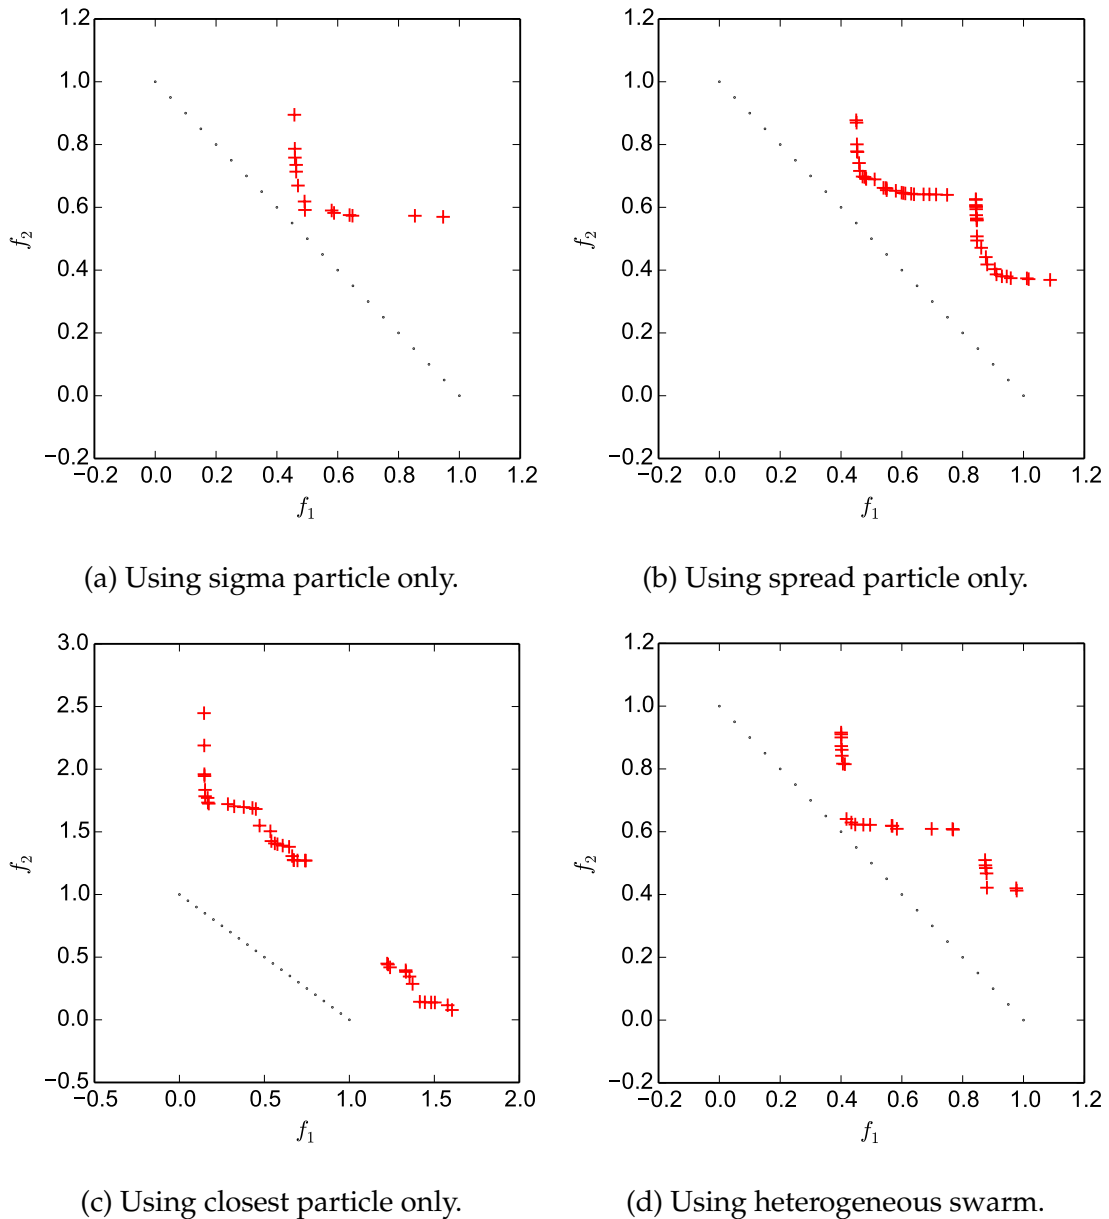 1.2
1.0
0.8
0.6
0.4
0.2
0.0
−0.2
f2
−0.2 0.0 0.2 0.4 0.6 0.8 1.0 1.2
f1
(a) Using sigma particle only.
1.2
1.0
0.8
0.6
0.4
0.2
0.0
−0.2
f2
−0.2 0.0 0.2 0.4 0.6 0.8 1.0 1.2
f1
(b) Using spread particle only.
3.0
2.5
2.0
1.5
1.0
0.5
0.0
−0.5
f2
−0.5 0.0 0.5 1.0 1.5 2.0
f1
(c) Using closest particle only.
1.2
1.0
0.8
0.6
0.4
0.2
0.0
−0.2
f2
−0.2 0.0 0.2 0.4 0.6 0.8 1.0 1.2
f1
(d) Using heterogeneous swarm.